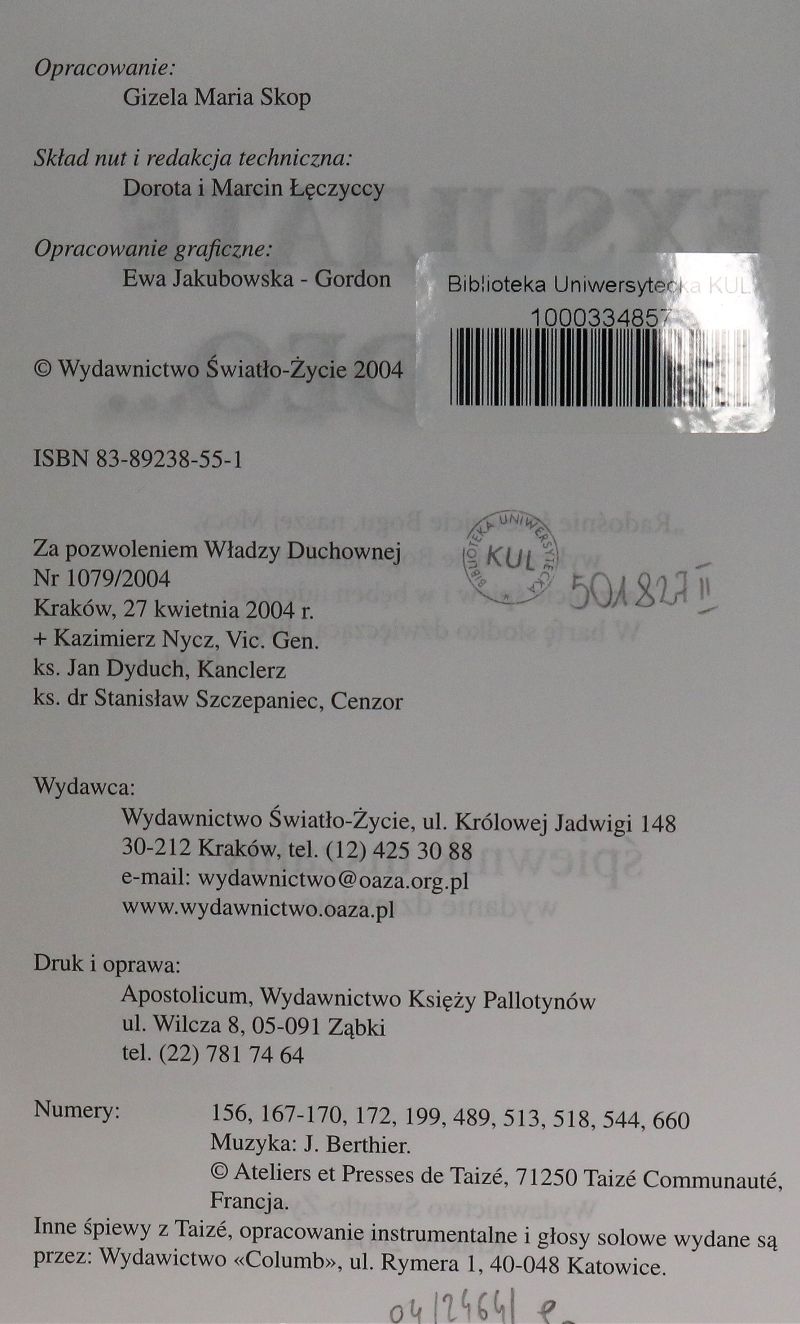 Opracowanie:
Gizela Maria Skop
Skład nut i redakcja techniczna:
Dorota i Marcin Łęczyccy
Opracowanie graficzne:
Ewa Jakubowska - Gordon
Biblioteka Uniwersytecka KUL
1000334857
© Wydawnictwo Światło-Życie 2004
ISBN 83-89238-55-1
BIBLIOTEKA UNIWERSYTECKA
KUL
501827 II
Za pozwoleniem Władzy Duchownej
Nr 1079/2004
Kraków, 27 kwietnia 2004 r.
+ Kazimierz Nycz, Vic. Gen.
ks. Jan Dyduch, Kanclerz
ks. dr Stanisław Szczepaniec, Cenzor
Wydawca:
Wydawnictwo Światło-Życie, ul. Królowej Jadwigi 148
30-212 Kraków, tel. (12) 425 30 88
e-mail: wydawnictwo@oaza.org.pl
www.wydawnictwo.oaza.pl
Druk i oprawa:
Apostolicum, Wydawnictwo Księży Pallotynów
ul. Wilcza 8, 05-091 Ząbki
tel. (22) 781 74 64
Numery: 156, 167-170, 172, 199, 489, 513, 518, 544, 660
Muzyka: J. Berthier.
© Ateliers et Presses de Taizé, 71250 Taizé Communauté,
Francja.
Inne śpiewy z Taizé, opracowanie instrumentalne i głosy solowe wydane są
przez: Wydawictwo «Columb», ul. Rymera 1, 40-048 Katowice.